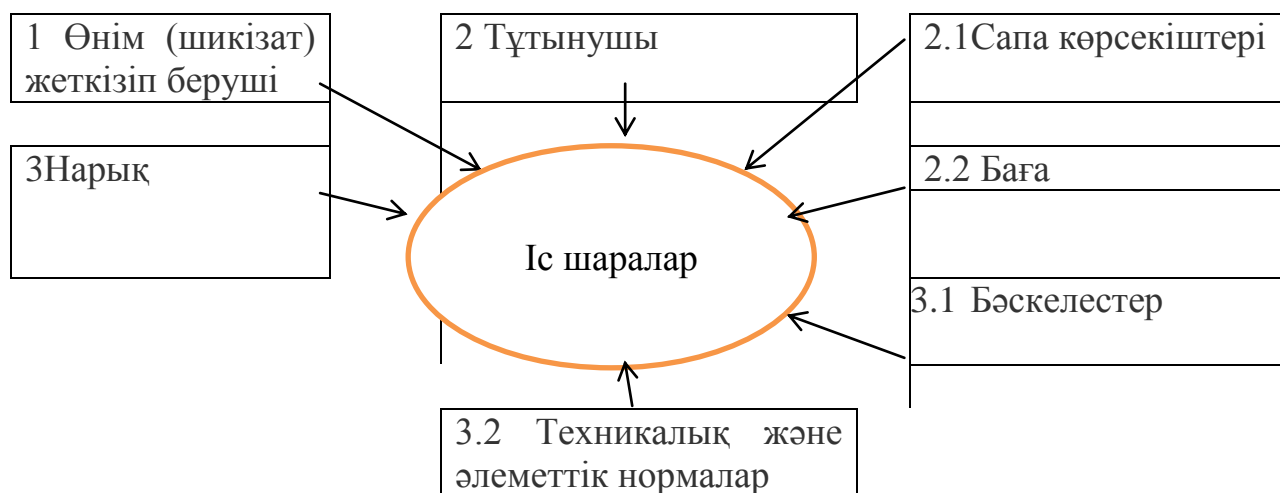 1 Өнім (шикізат)
жеткізіп беруші
2 Тұтынушы
2.1Сапа көрсекіштері
3Нарық
2.2 Баға
Іс шаралар
3.1 Бәскелестер
3.2 Техникалық және
әлеметтік нормалар